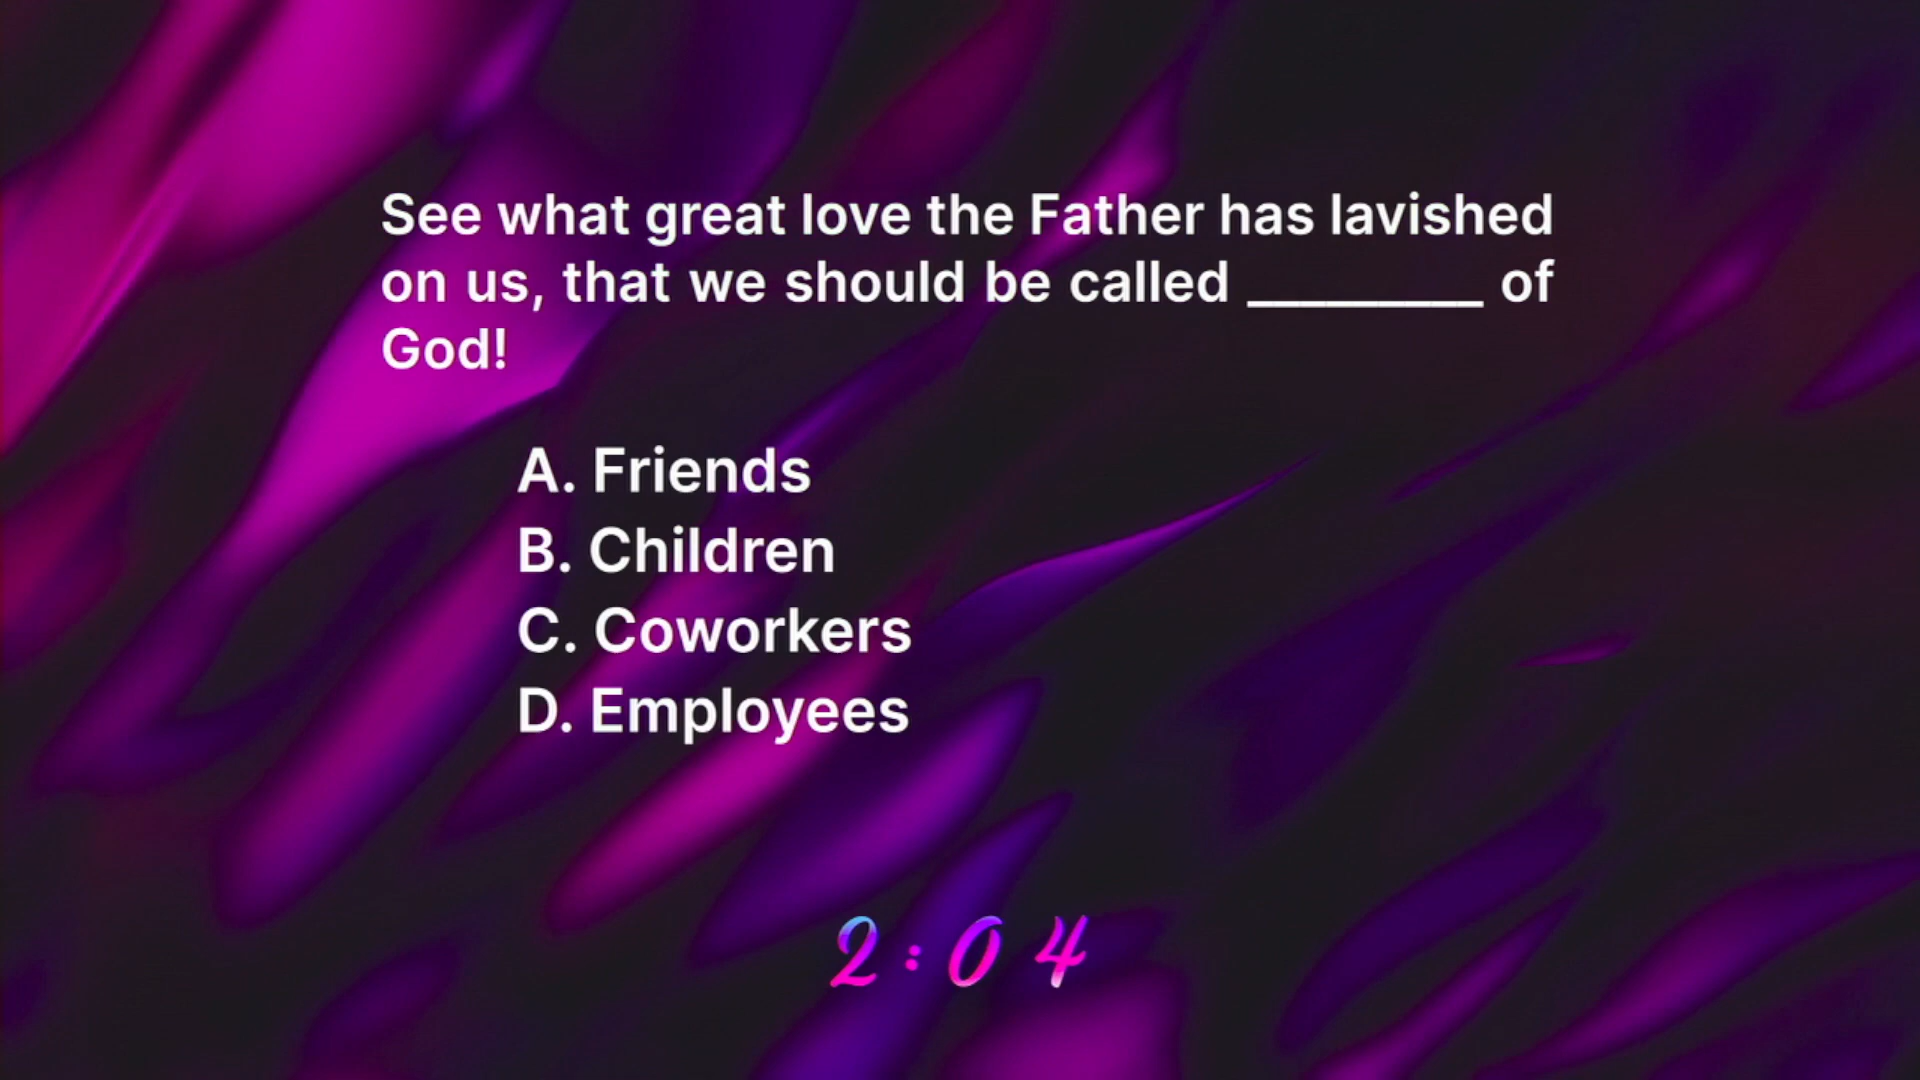 See what great love the Father has lavished
on us, that we should be called _________ of
God!
A. Friends
B. Children
C. Coworkers
D. Employees
2:04